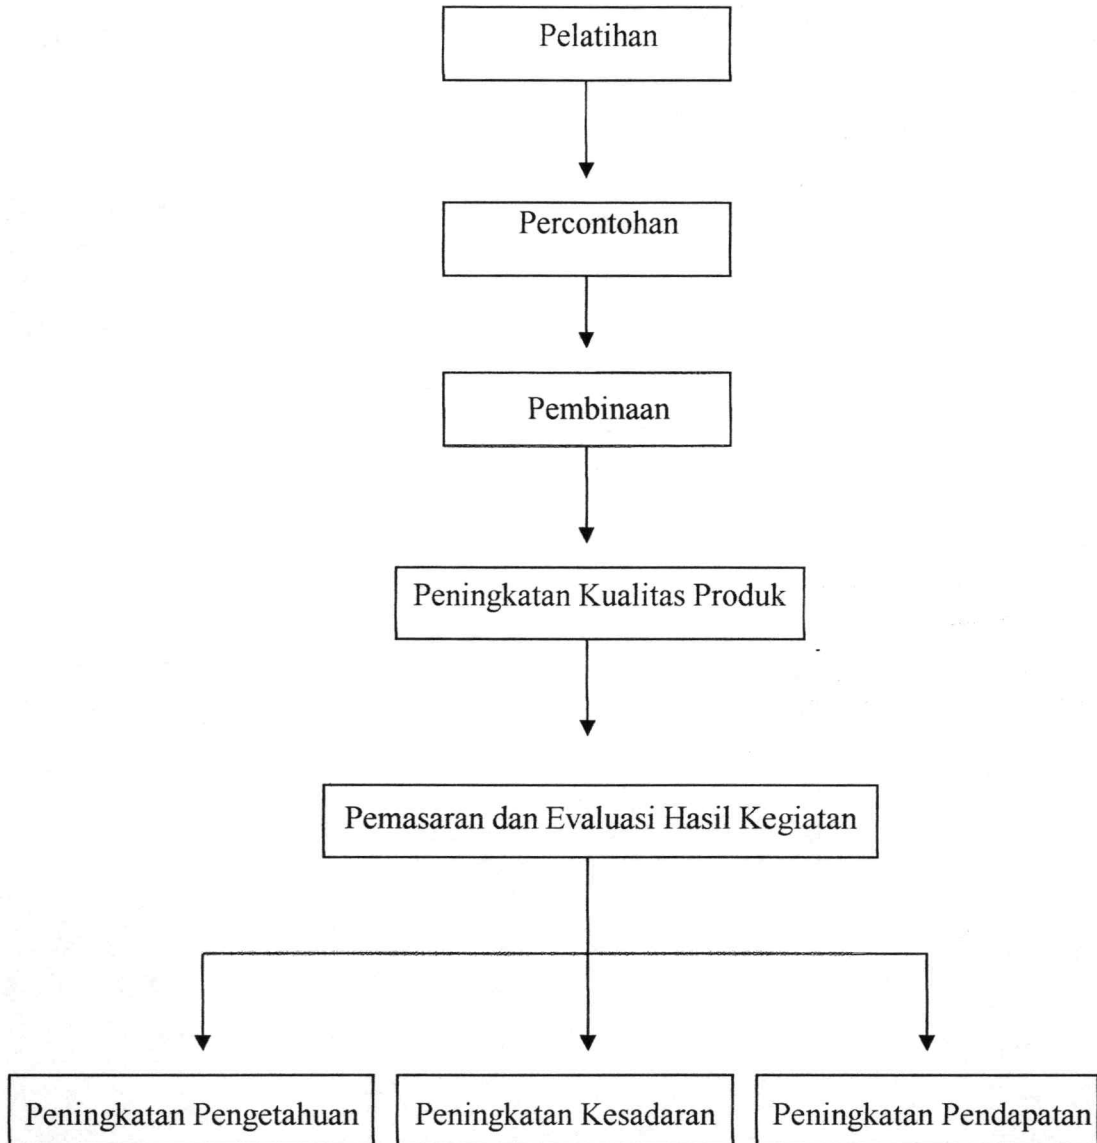 Pelatihan
Percontohan
Pembinaan
Peningkatan Kualitas Produk
Pemasaran dan Evaluasi Hasil Kegiatan
Peningkatan Pengetahuan
Peningkatan Kesadaran
Peningkatan Pendapatan